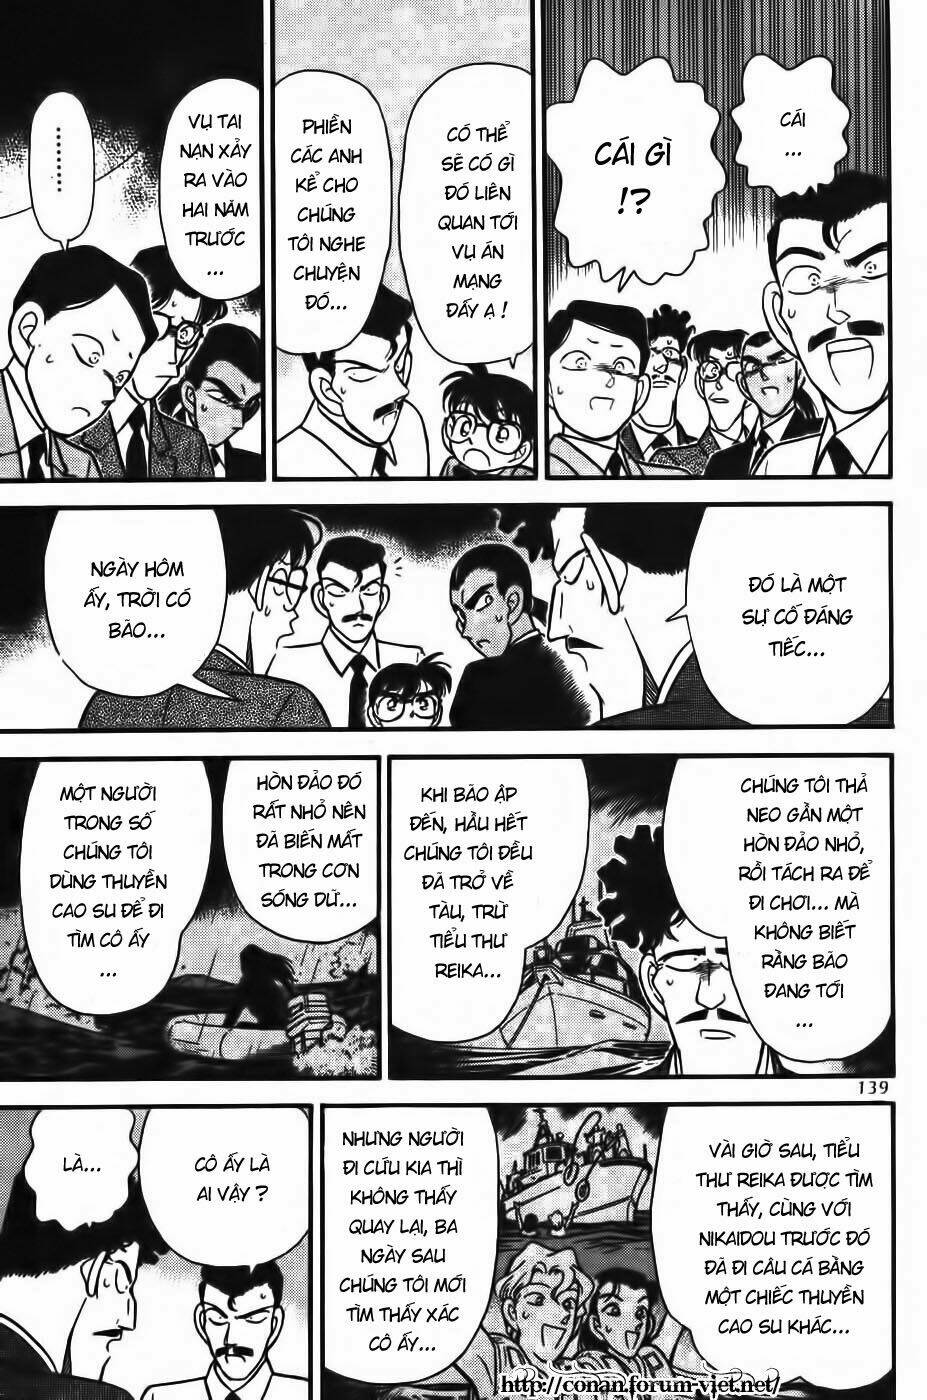 CÁI
...
CÁI GÌ
!?
CÓ THỂ
SẼ CÓ GÌ
ĐÓ LIÊN
QUAN TỚI
VỤ ÁN
MẠNG
ĐẤY Ạ !
PHIỀN
CÁC ANH
KỂ CHO
CHÚNG
TÔI NGHE
CHUYỆN
ĐÓ...
VỤ TAI
NẠN XẢY
RA VÀO
HAI NĂM
TRƯỚC
...
........
ĐÓ LÀ MỘT
SỰ CỐ ĐÁNG
TIẾC...
NGÀY HÔM
ẤY, TRỜI CÓ
BÃO...
CHÚNG TÔI THẢ
NEO GẦN MỘT
HÒN ĐẢO NHỎ,
RỒI TÁCH RA ĐỂ
ĐI CHƠI... MÀ
KHÔNG BIẾT
RẰNG BÃO
ĐANG TỚI
...
KHI BÃO ẬP
ĐẾN, HẦU HẾT
CHÚNG TÔI ĐỀU
ĐÃ TRỞ VỀ
TÀU, TRỪ
TIỂU THƯ
REIKA...
HÒN ĐẢO ĐÓ
RẤT NHỎ NÊN
ĐÃ BIẾN MẤT
TRONG CƠN
SÓNG DỮ...
MỘT NGƯỜI
TRONG SỐ
CHÚNG TÔI
DÙNG THUYỀN
CAO SU ĐỂ ĐI
TÌM CÔ ẤY
...
139
VÀI GIỜ SAU, TIỂU
THƯ REIKA ĐƯỢC TÌM
THẤY, CÙNG VỚI
NIKAIDOU TRƯỚC ĐÓ
ĐÃ ĐI CÂU CÁ BẰNG
MỘT CHIẾC THUYỀN
CAO SU KHÁC...
NHƯNG NGƯỜI
ĐI CỨU KIA THÌ
KHÔNG THẤY
QUAY LẠI, BA
NGÀY SAU
CHÚNG TÔI MỚI
TÌM THẤY XÁC
CÔ ẤY...
CÔ ẤY LÀ
AI VẬY ?
LÀ...
http://conan.forum-viet.net/